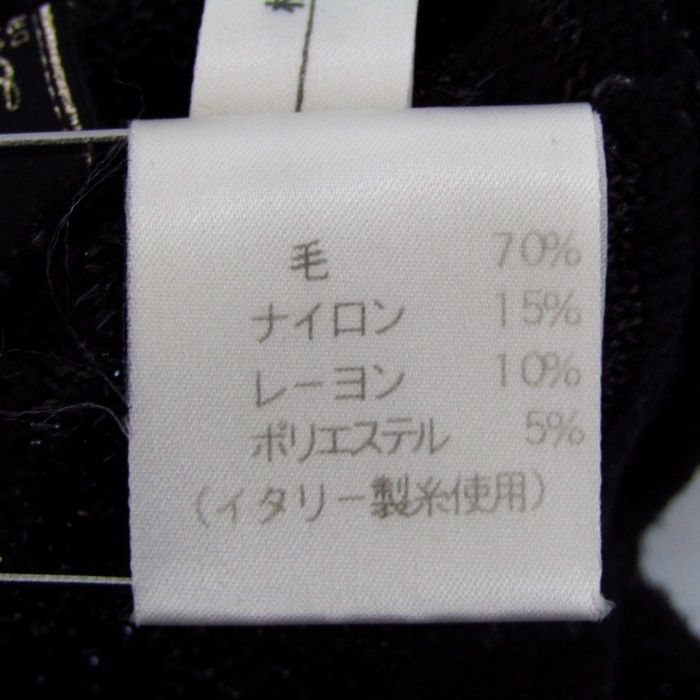 毛 70%
ナイロン 15%
レーヨン 10%
ポリエステル 5%
(イタリー製糸使用)